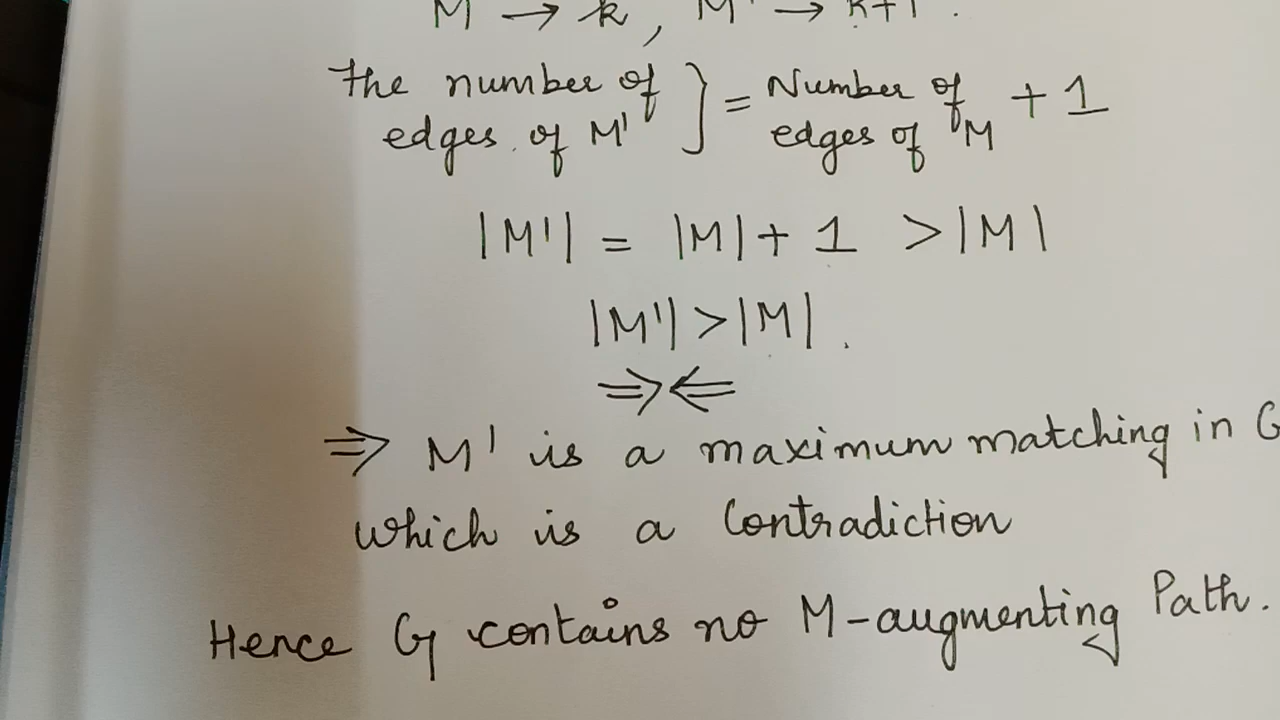 M → k, M' → k+1.
the number of edges of M' } = Number of edges of M + 1
|M'| = |M| + 1 > |M|
|M'| > |M|.
⇒⇐
⇒ M' is a maximum matching in G
which is a contradiction
Hence G contains no M-augmenting Path.